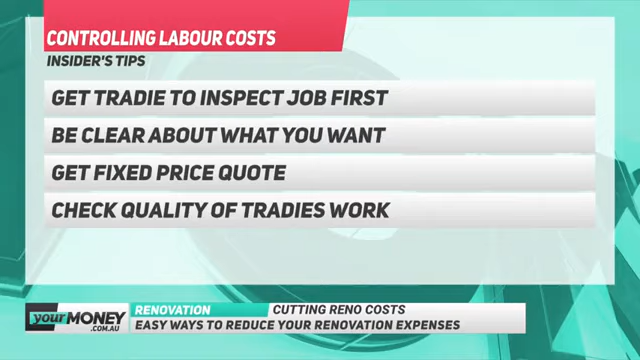 CONTROLLING LABOUR COSTS
INSIDER'S TIPS
GET TRADIE TO INSPECT JOB FIRST
BE CLEAR ABOUT WHAT YOU WANT
GET FIXED PRICE QUOTE
CHECK QUALITY OF TRADIES WORK
RENOVATION CUTTING RENO COSTS
yourMONEY
.COM.AU
EASY WAYS TO REDUCE YOUR RENOVATION EXPENSES